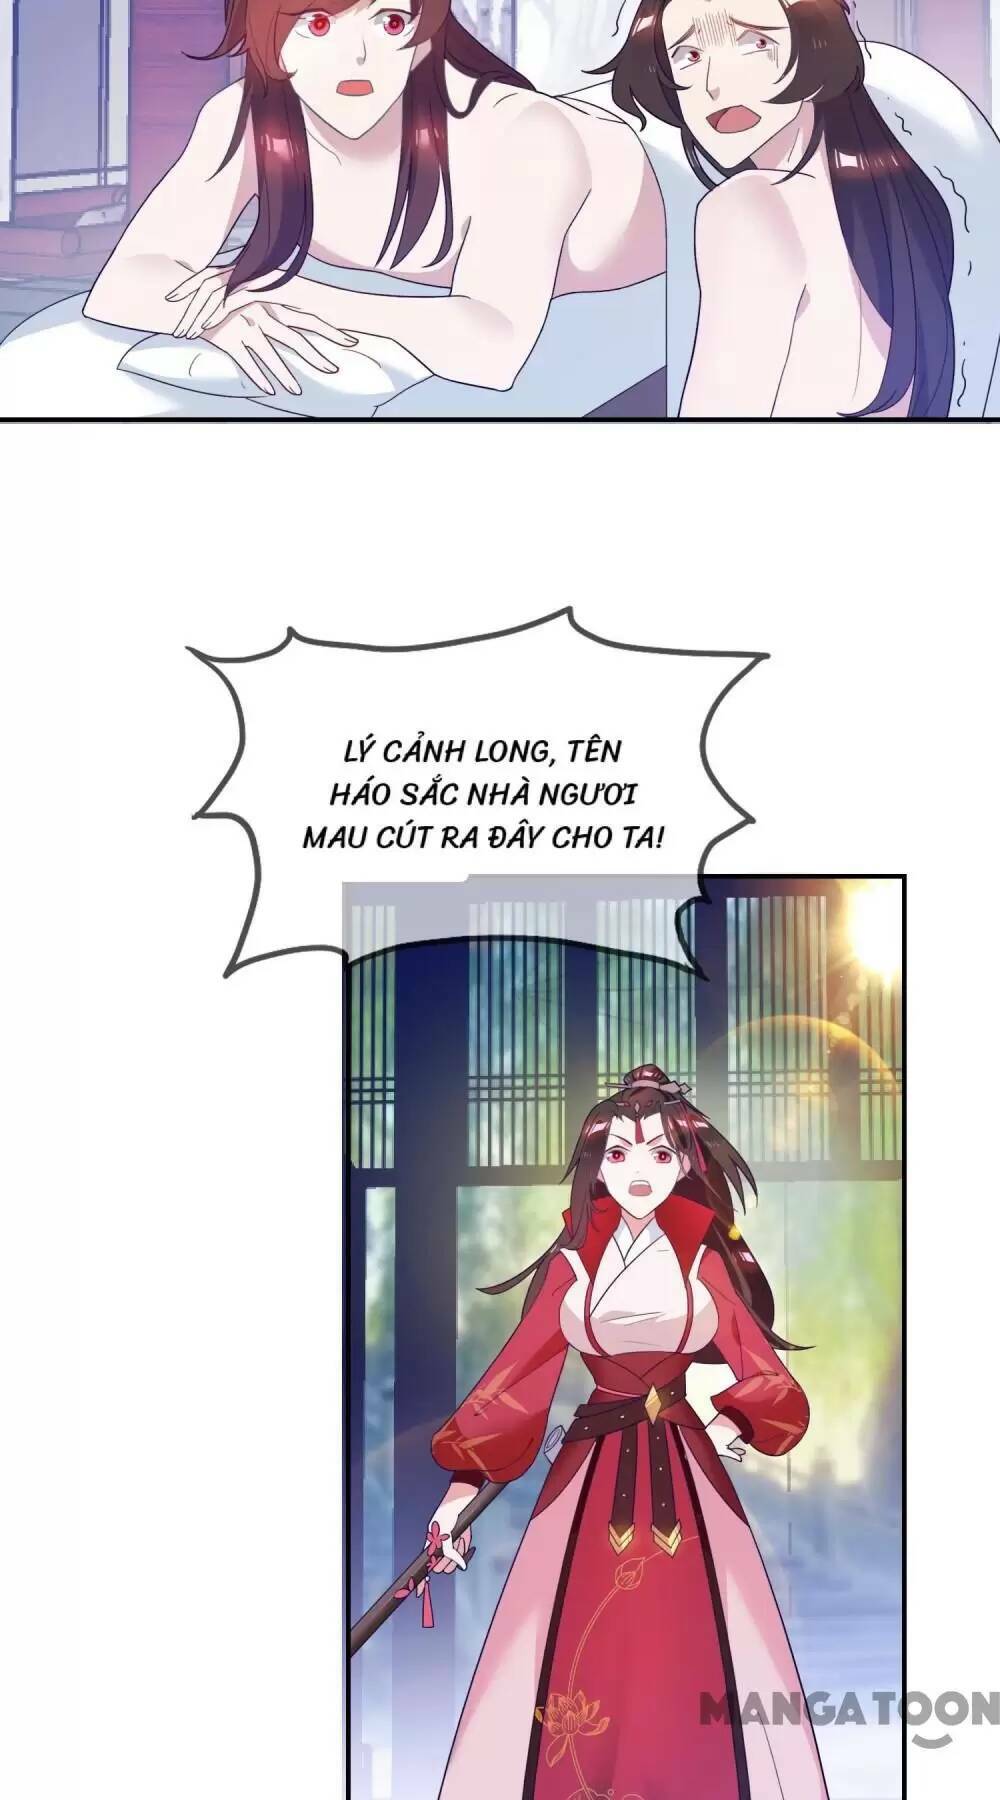 LÝ CẢNH LONG, TÊN
HÁO SẮC NHÀ NGƯƠI
MAU CÚT RA ĐÂY CHO TA!
MANGATOON